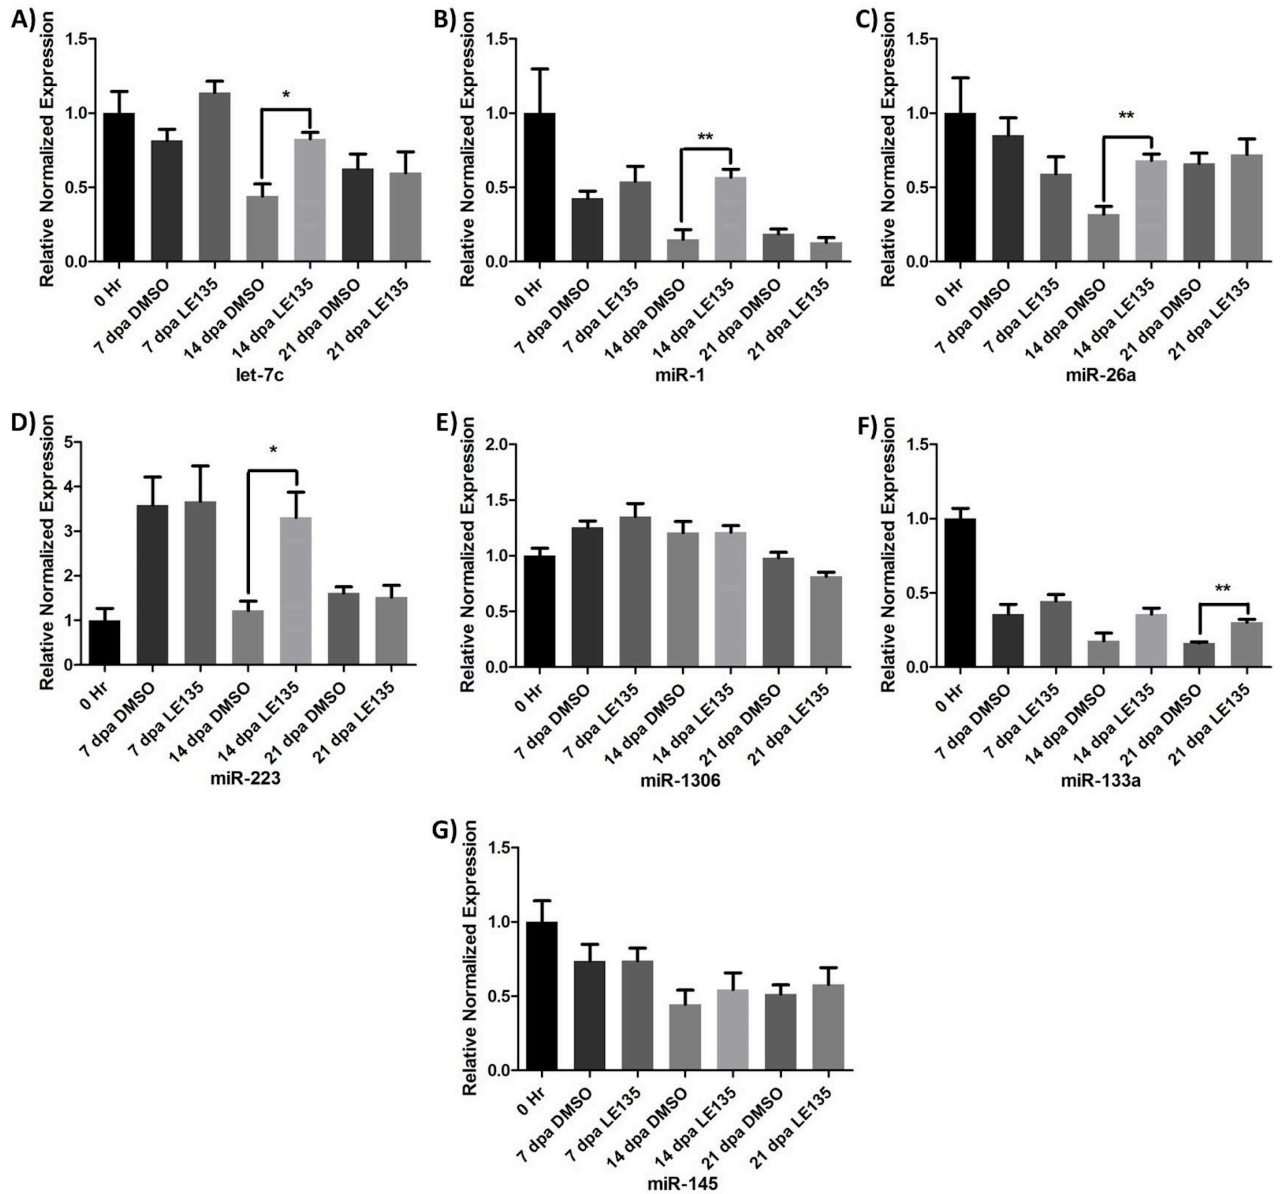 A)
Relative Normalized Expression
1.5
1.0
0.5
0.0
*
0 Hr
7 dpa DMSO
7 dpa LE135
14 dpa DMSO
14 dpa LE135
21 dpa DMSO
21 dpa LE135
let-7c
B)
Relative Normalized Expression
1.5
1.0
0.5
0.0
**
0 Hr
7 dpa DMSO
7 dpa LE135
14 dpa DMSO
14 dpa LE135
21 dpa DMSO
21 dpa LE135
miR-1
C)
Relative Normalized Expression
1.5
1.0
0.5
0.0
**
0 Hr
7 dpa DMSO
7 dpa LE135
14 dpa DMSO
14 dpa LE135
21 dpa DMSO
21 dpa LE135
miR-26a
D)
Relative Normalized Expression
5
4
3
2
1
0
*
0 Hr
7 dpa DMSO
7 dpa LE135
14 dpa DMSO
14 dpa LE135
21 dpa DMSO
21 dpa LE135
miR-223
E)
Relative Normalized Expression
2.0
1.5
1.0
0.5
0.0
0 Hr
7 dpa DMSO
7 dpa LE135
14 dpa DMSO
14 dpa LE135
21 dpa DMSO
21 dpa LE135
miR-1306
F)
Relative Normalized Expression
1.5
1.0
0.5
0.0
**
0 Hr
7 dpa DMSO
7 dpa LE135
14 dpa DMSO
14 dpa LE135
21 dpa DMSO
21 dpa LE135
miR-133a
G)
Relative Normalized Expression
1.5
1.0
0.5
0.0
0 Hr
7 dpa DMSO
7 dpa LE135
14 dpa DMSO
14 dpa LE135
21 dpa DMSO
21 dpa LE135
miR-145